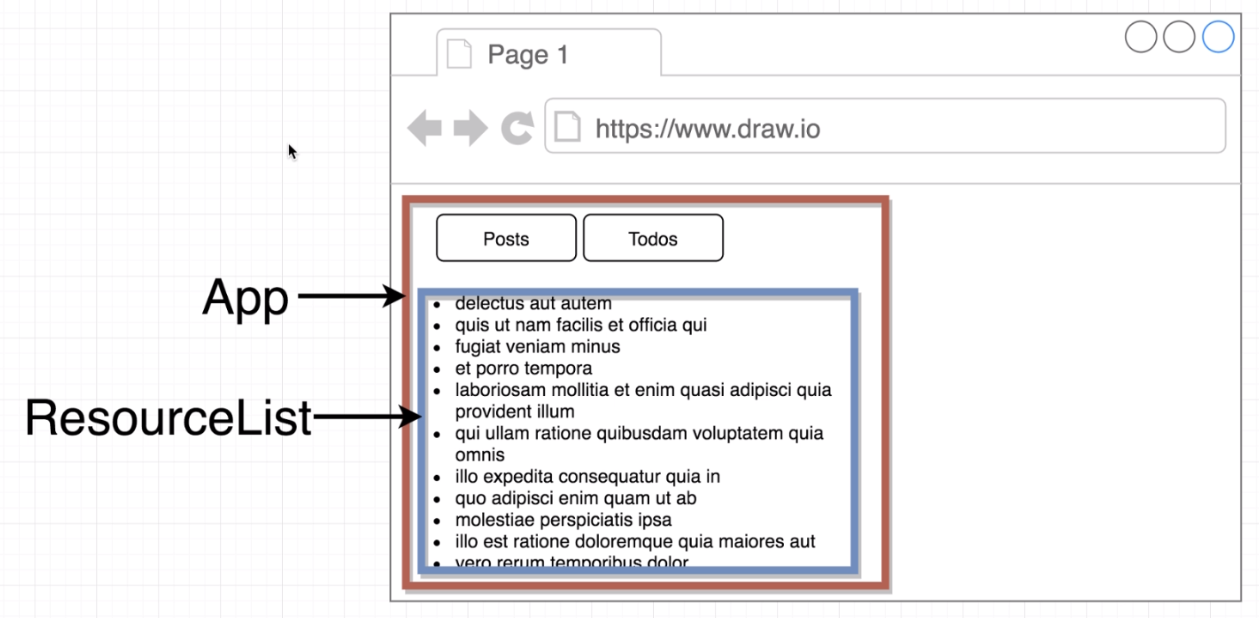 Page 1
https://www.draw.io
Posts
Todos
App
ResourceList
delectus aut autem
quis ut nam facilis et officia qui
fugiat veniam minus
et porro tempora
laboriosam mollitia et enim quasi adipisci quia
provident illum
qui ullam ratione quibusdam voluptatem quia
omnis
illo expedita consequatur quia in
quo adipisci enim quam ut ab
molestiae perspiciatis ipsa
illo est ratione doloremque quia maiores aut
vero rerum temporibus dolor